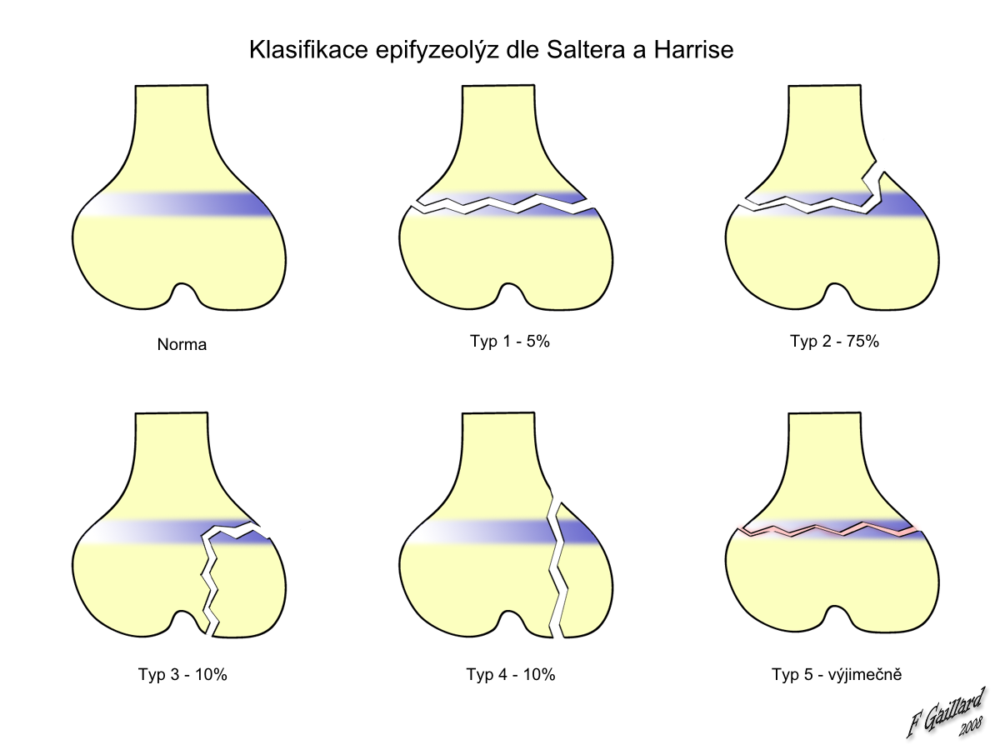 Klasifikace epifyzeolýz dle Saltera a Harrise
Norma
Typ 1 - 5%
Typ 2 - 75%
Typ 3 - 10%
Typ 4 - 10%
Typ 5 - výjimečně
F Gaillard
2008